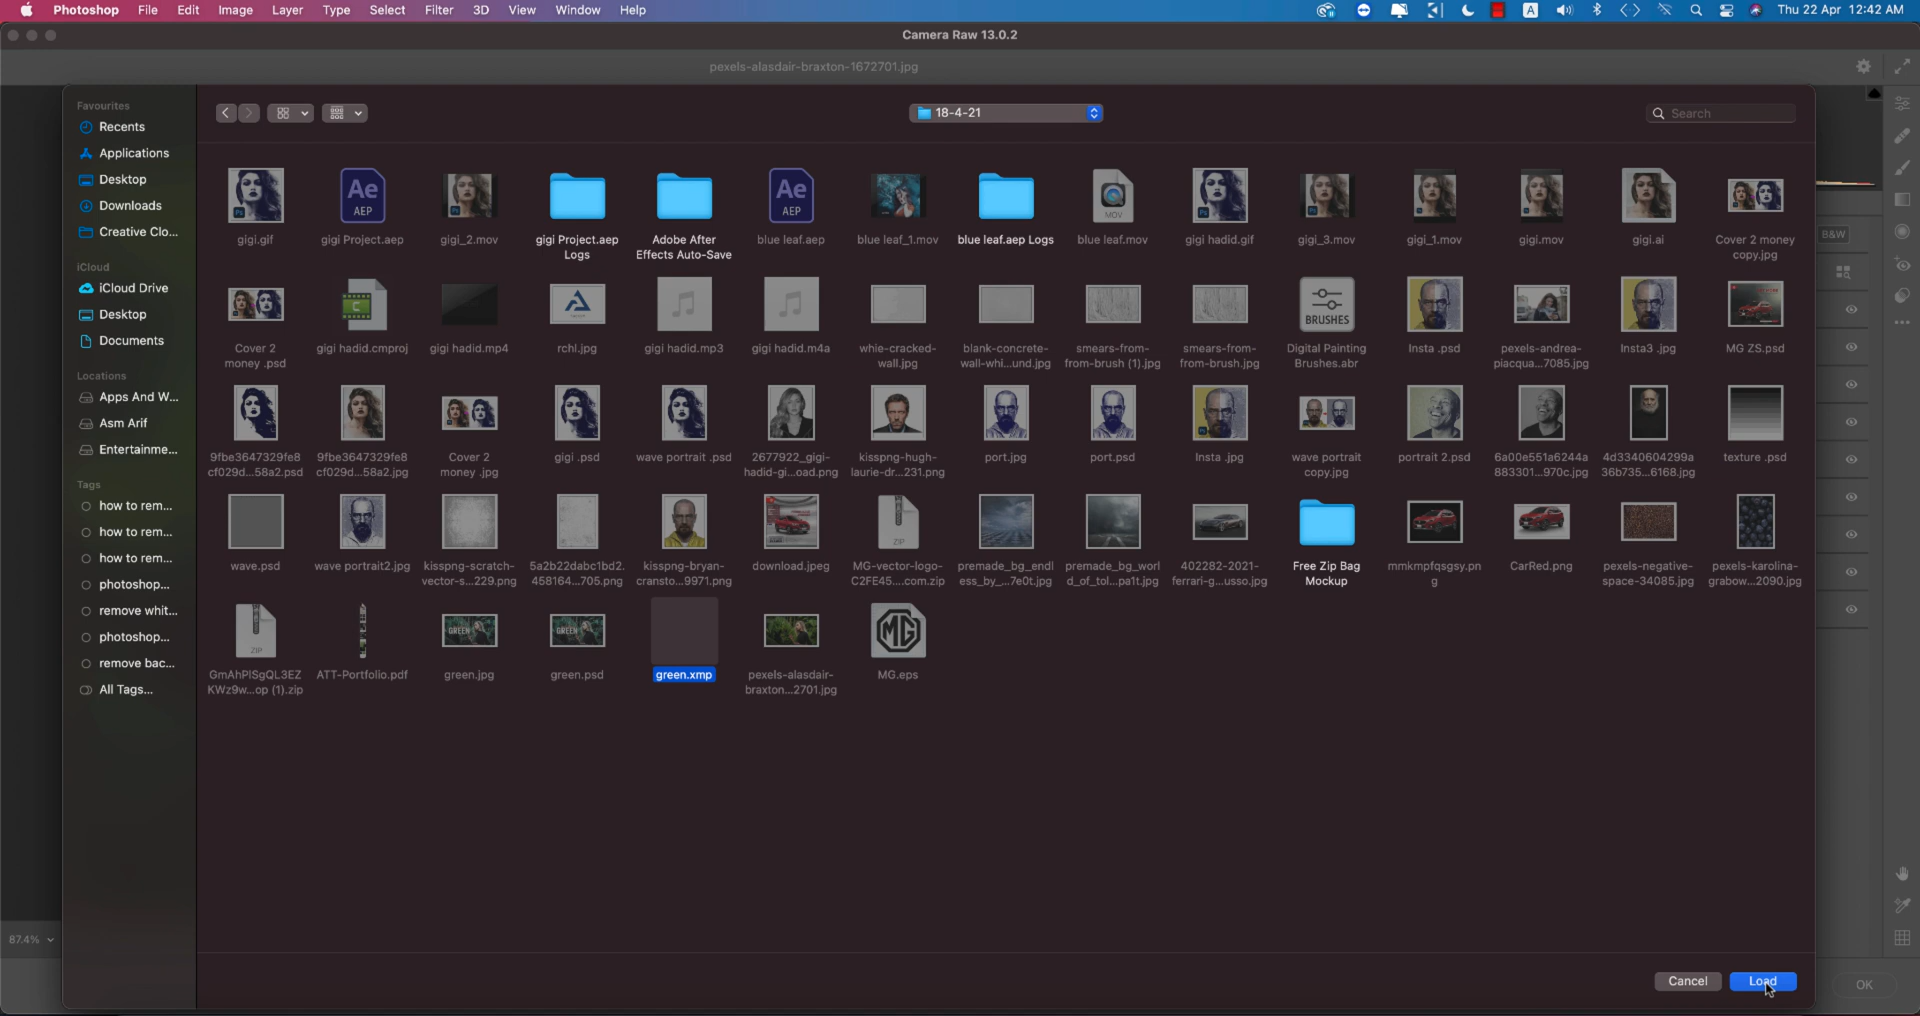 Photoshop File Edit Image Layer Type Select Filter 3D View Window Help
A
Thu 22 Apr 12:42 AM
Camera Raw 13.0.2
pexels-alasdair-braxton-1672701.jpg
Favourites
Recents
Applications
Desktop
Downloads
Creative Clo...
iCloud
iCloud Drive
Desktop
Documents
Locations
Apps And W...
Asm Arif
Entertainme...
Tags
how to rem...
how to rem...
how to rem...
photoshop...
remove whit...
photoshop...
remove bac...
All Tags...
18-4-21
Search
Ae
AEP
Ae
AEP
MOV
gigi.gif
gigi Project.aep
gigi_2.mov
gigi Project.aep
Logs
Adobe After
Effects Auto-Save
blue leaf.aep
blue leaf_1.mov
blue leaf.aep Logs
blue leaf.mov
gigi hadid.gif
gigi_3.mov
gigi_1.mov
gigi.mov
gigi.ai
Cover 2 money
copy.jpg
BRUSHES
Cover 2
money .psd
gigi hadid.cmproj
gigi hadid.mp4
rchl.jpg
gigi hadid.mp3
gigi hadid.m4a
whie-cracked-
wall.jpg
blank-concrete-
wall-whi...und.jpg
smears-from-
from-brush (1).jpg
smears-from-
from-brush.jpg
Digital Painting
Brushes.abr
Insta .psd
pexels-andrea-
piacqua...7085.jpg
Insta3 .jpg
MG ZS.psd
9fbe3647329fe8
cf029d...58a2.psd
9fbe3647329fe8
cf029d...58a2.jpg
Cover 2
money .jpg
gigi .psd
wave portrait .psd
2677922_gigi-
hadid-gi...oad.png
kisspng-hugh-
laurie-dr...231.png
port.jpg
port.psd
Insta .jpg
wave portrait
copy.jpg
portrait 2.psd
6a00e551a6244a
883301...970c.jpg
4d3340604299a
36b735...6168.jpg
texture .psd
ZIP
wave.psd
wave portrait2.jpg
kisspng-scratch-
vector-s...229.png
5a2b22dabc1bd2.
458164...705.png
kisspng-bryan-
cransto...9971.png
download.jpeg
MG-vector-logo-
C2FE45....com.zip
premade_bg_endl
ess_by_...7e0t.jpg
premade_bg_worl
d_of_tol...pa1t.jpg
402282-2021-
ferrari-g...usso.jpg
Free Zip Bag
Mockup
mmkmpfqsgsy.pn
g
CarRed.png
pexels-negative-
space-34085.jpg
pexels-karolina-
grabow...2090.jpg
ZIP
GREEN
GREEN
MG
GmAhPISgQL3EZ
KWz9w...op (1).zip
ATT-Portfolio.pdf
green.jpg
green.psd
green.xmp
pexels-alasdair-
braxton...2701.jpg
MG.eps
B&W
87.4%
Cancel
Load
OK